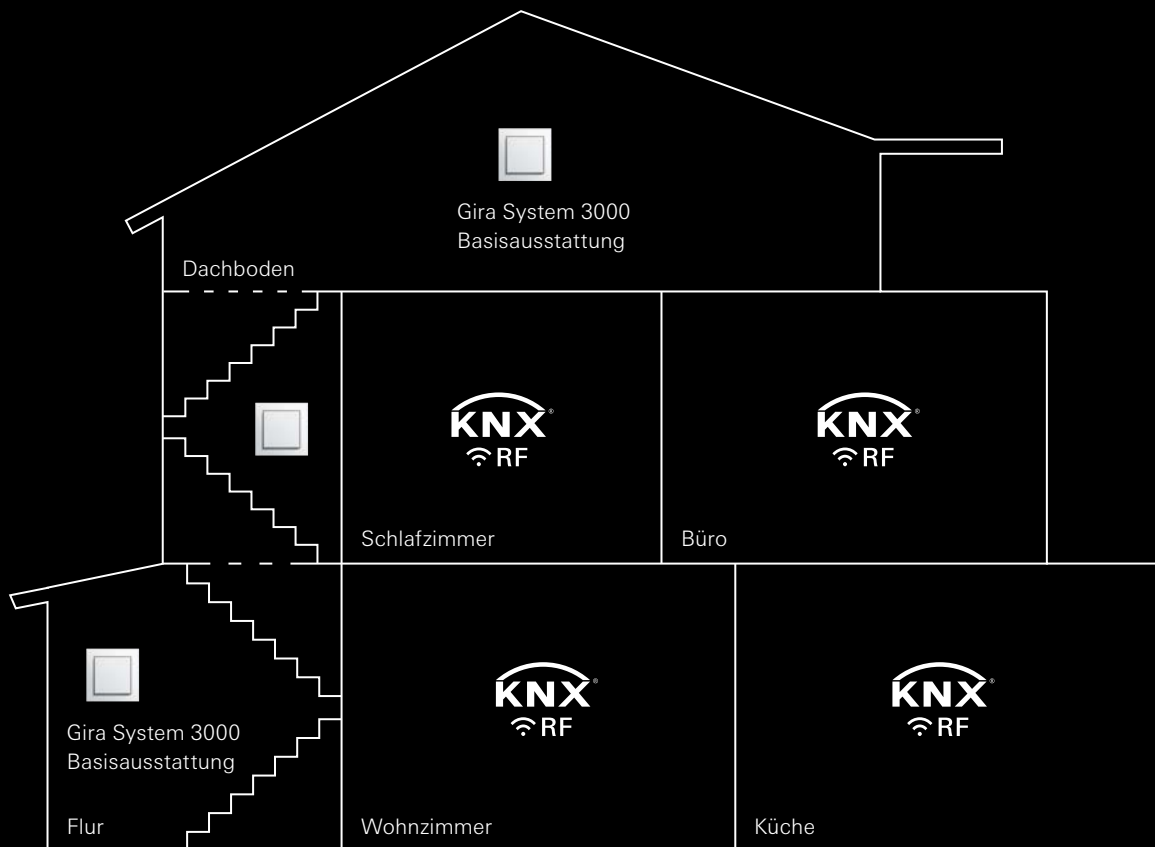 Gira System 3000
Basisausstattung
Dachboden
KNX®
RF
Schlafzimmer
KNX®
RF
Büro
Gira System 3000
Basisausstattung
Flur
KNX®
RF
Wohnzimmer
KNX®
RF
Küche